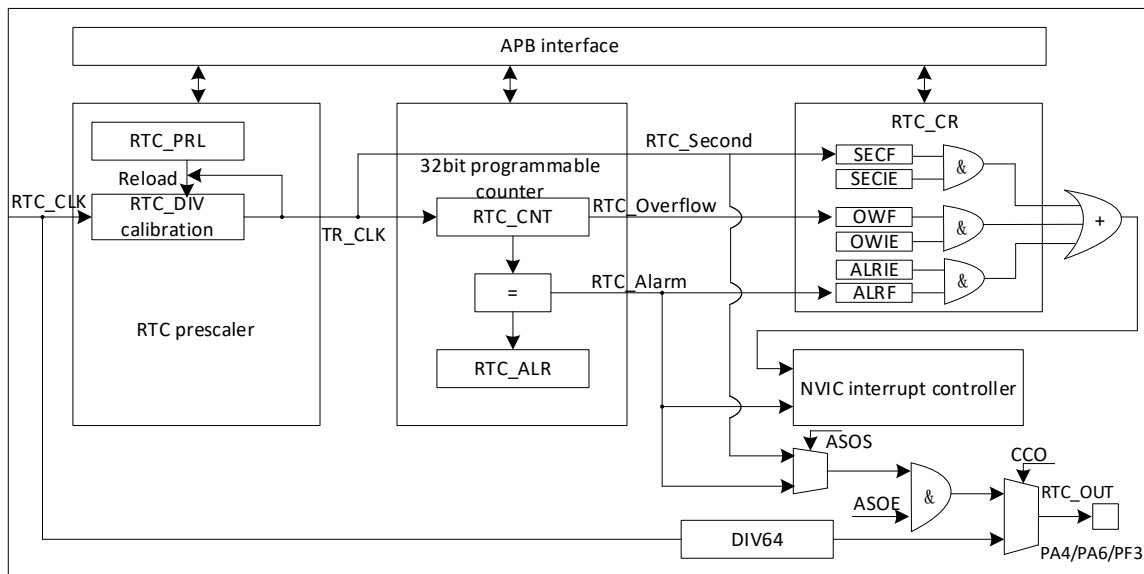 APB interface
RTC_PRL
Reload
RTC_CLK
RTC_DIV
calibration
TR_CLK
RTC prescaler
32bit programmable
counter
RTC_CNT
=
RTC_ALR
RTC_Second
RTC_Overflow
RTC_Alarm
RTC_CR
SECF
SECIE
&
OWF
OWIE
&
ALRIE
ALRF
&
+
NVIC interrupt controller
ASOS
ASOE
&
CCO
RTC_OUT
DIV64
PA4/PA6/PF3